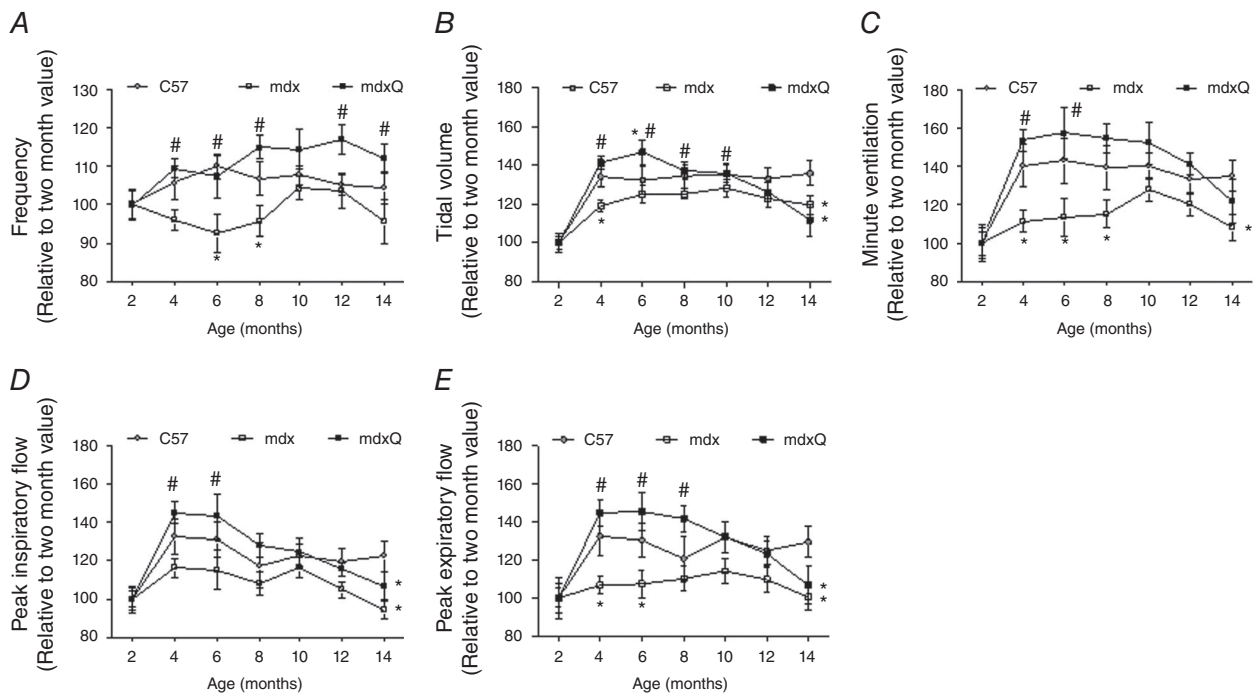 A
Frequency
(Relative to two month value)
C57 mdx mdxQ
130
120
110
100
90
80
# # # # #
* *
2 4 6 8 10 12 14
Age (months)
B
Tidal volume
(Relative to two month value)
C57 mdx mdxQ
180
160
140
120
100
80
# * # # #
*
*
*
2 4 6 8 10 12 14
Age (months)
C
Minute ventilation
(Relative to two month value)
C57 mdx mdxQ
180
160
140
120
100
80
# #
* * * *
2 4 6 8 10 12 14
Age (months)
D
Peak inspiratory flow
(Relative to two month value)
C57 mdx mdxQ
180
160
140
120
100
80
# #
*
*
2 4 6 8 10 12 14
Age (months)
E
Peak expiratory flow
(Relative to two month value)
C57 mdx mdxQ
180
160
140
120
100
80
# # #
* *
*
*
2 4 6 8 10 12 14
Age (months)